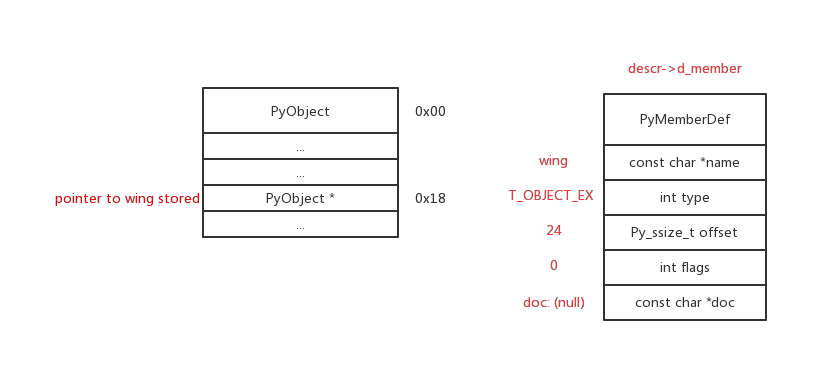 descr->d_member
PyObject
0x00
...
...
pointer to wing stored
PyObject *
0x18
...
PyMemberDef
wing
const char *name
T_OBJECT_EX
int type
24
Py_ssize_t offset
0
int flags
doc: (null)
const char *doc